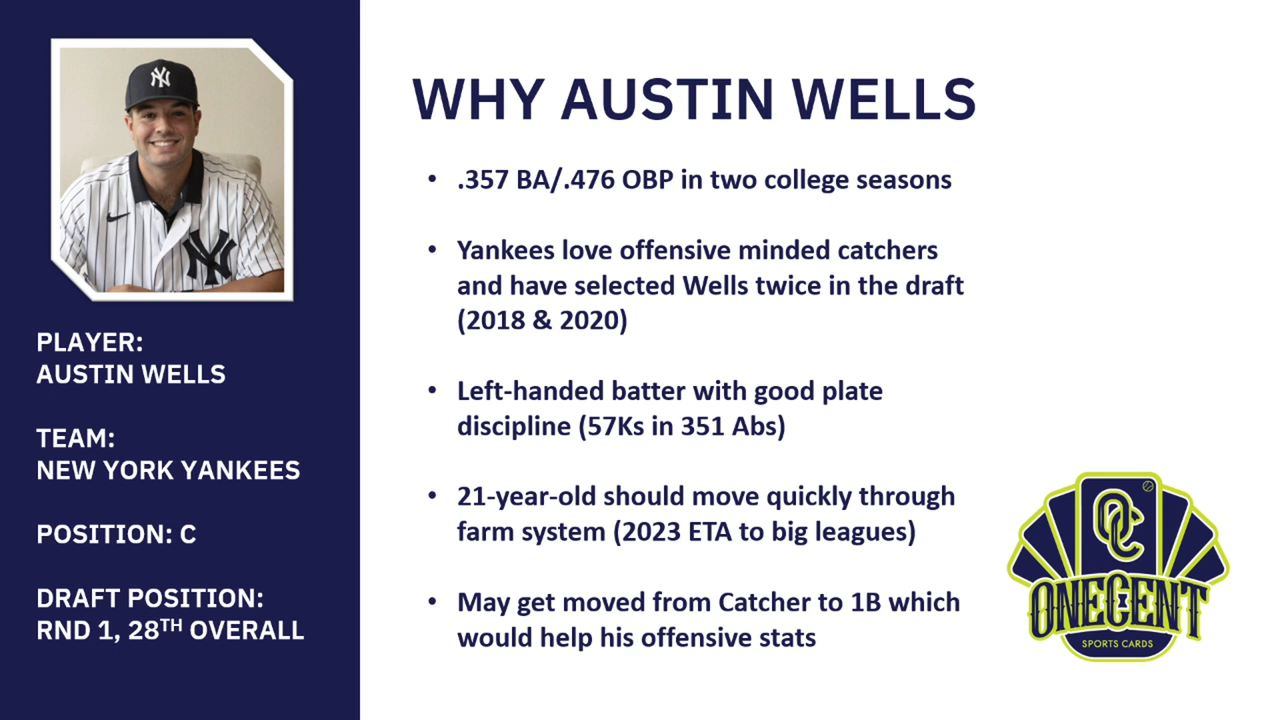 WHY AUSTIN WELLS
• .357 BA/.476 OBP in two college seasons
• Yankees love offensive minded catchers
and have selected Wells twice in the draft
(2018 & 2020)
• Left-handed batter with good plate
discipline (57Ks in 351 Abs)
• 21-year-old should move quickly through
farm system (2023 ETA to big leagues)
• May get moved from Catcher to 1B which
would help his offensive stats
NY
NY
PLAYER:
AUSTIN WELLS
TEAM:
NEW YORK YANKEES
POSITION: C
DRAFT POSITION:
RND 1, 28TH OVERALL
OC
ONECENT
SPORTS CARDS